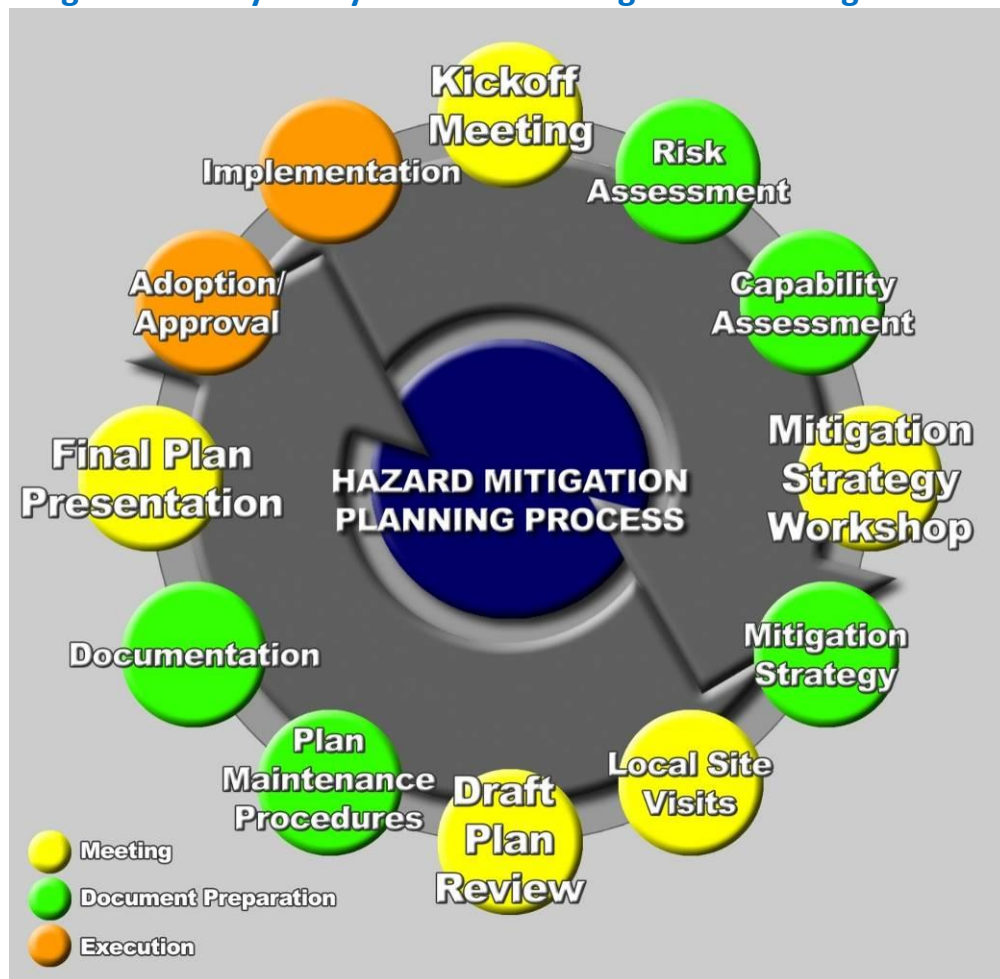 Kickoff
Meeting
Risk
Assessment
Capability
Assessment
Mitigation
Strategy
Workshop
Mitigation
Strategy
Local Site
Visits
Draft
Plan
Review
Plan
Maintenance
Procedures
Documentation
Final Plan
Presentation
Adoption/
Approval
Implementation
HAZARD MITIGATION
PLANNING PROCESS
Meeting
Document Preparation
Execution